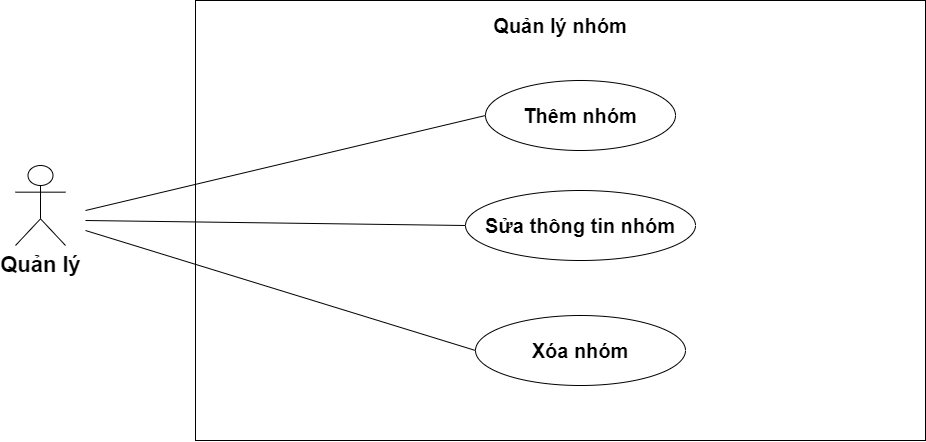 Quản lý nhóm
Thêm nhóm
Sửa thông tin nhóm
Quản lý
Xóa nhóm